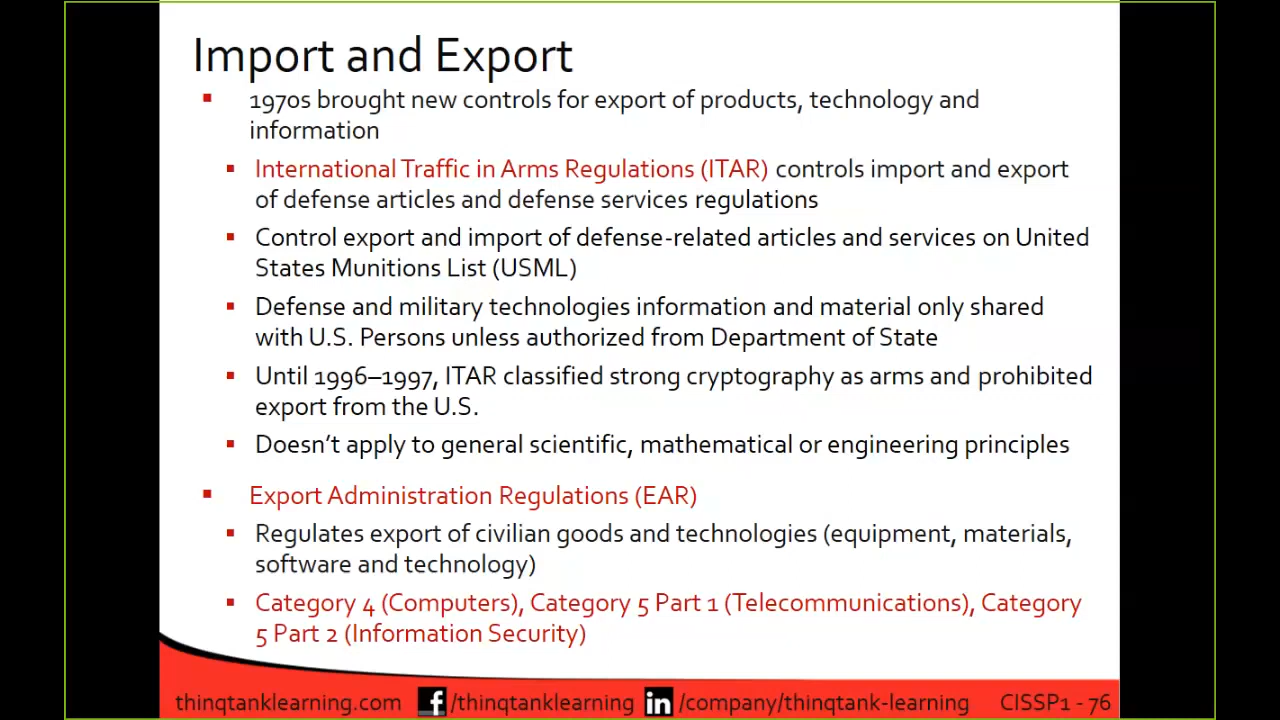 Import and Export
1970s brought new controls for export of products, technology and
information
International Traffic in Arms Regulations (ITAR) controls import and export
of defense articles and defense services regulations
Control export and import of defense-related articles and services on United
States Munitions List (USML)
Defense and military technologies information and material only shared
with U.S. Persons unless authorized from Department of State
Until 1996–1997, ITAR classified strong cryptography as arms and prohibited
export from the U.S.
Doesn't apply to general scientific, mathematical or engineering principles
Export Administration Regulations (EAR)
Regulates export of civilian goods and technologies (equipment, materials,
software and technology)
Category 4 (Computers), Category 5 Part 1 (Telecommunications), Category
5 Part 2 (Information Security)
thinqtanklearning.com f /thinqtanklearning in /company/thinqtank-learning CISSP1 - 76